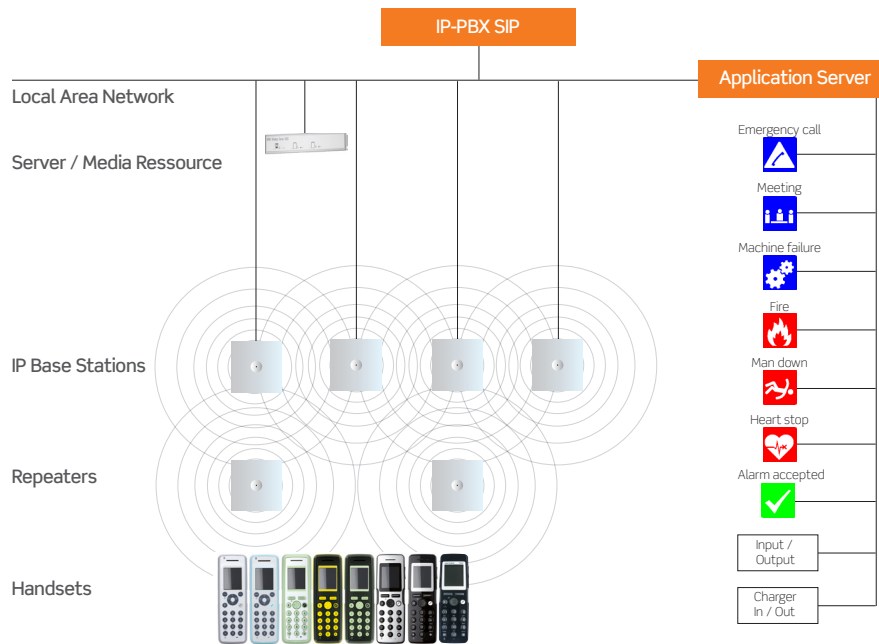 IP-PBX SIP
Application Server
Local Area Network
Server / Media Ressource
IP Base Stations
Repeaters
Handsets
Emergency call
Meeting
Machine failure
Fire
Man down
Heart stop
Alarm accepted
Input /
Output
Charger
In / Out